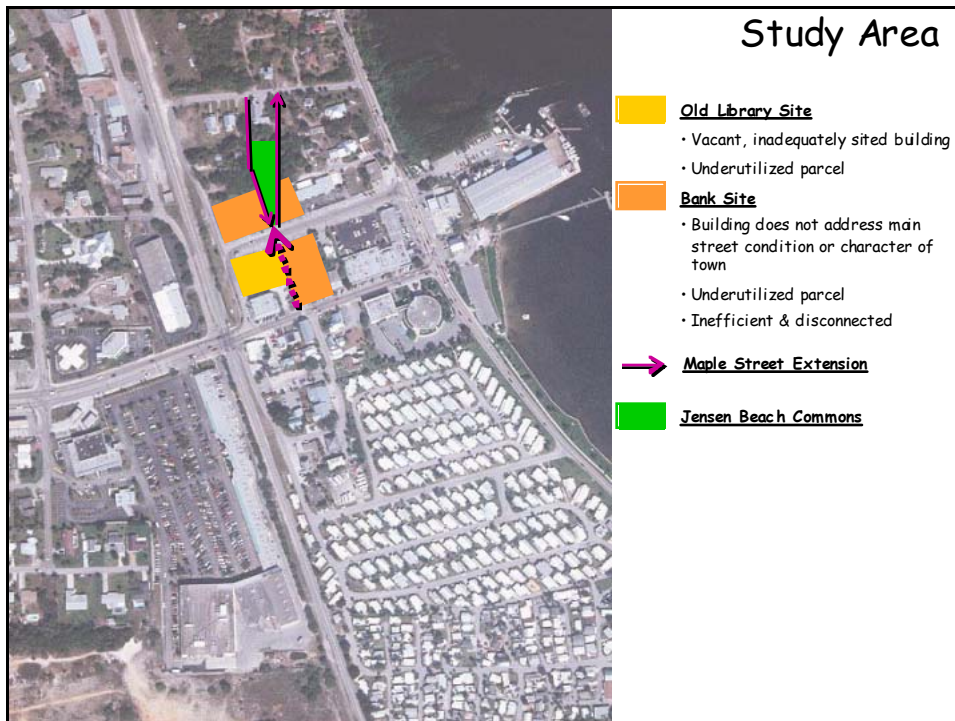 Study Area
Old Library Site
• Vacant, inadequately sited building
• Underutilized parcel
Bank Site
• Building does not address main
street condition or character of
town
• Underutilized parcel
• Inefficient & disconnected
Maple Street Extension
Jensen Beach Commons